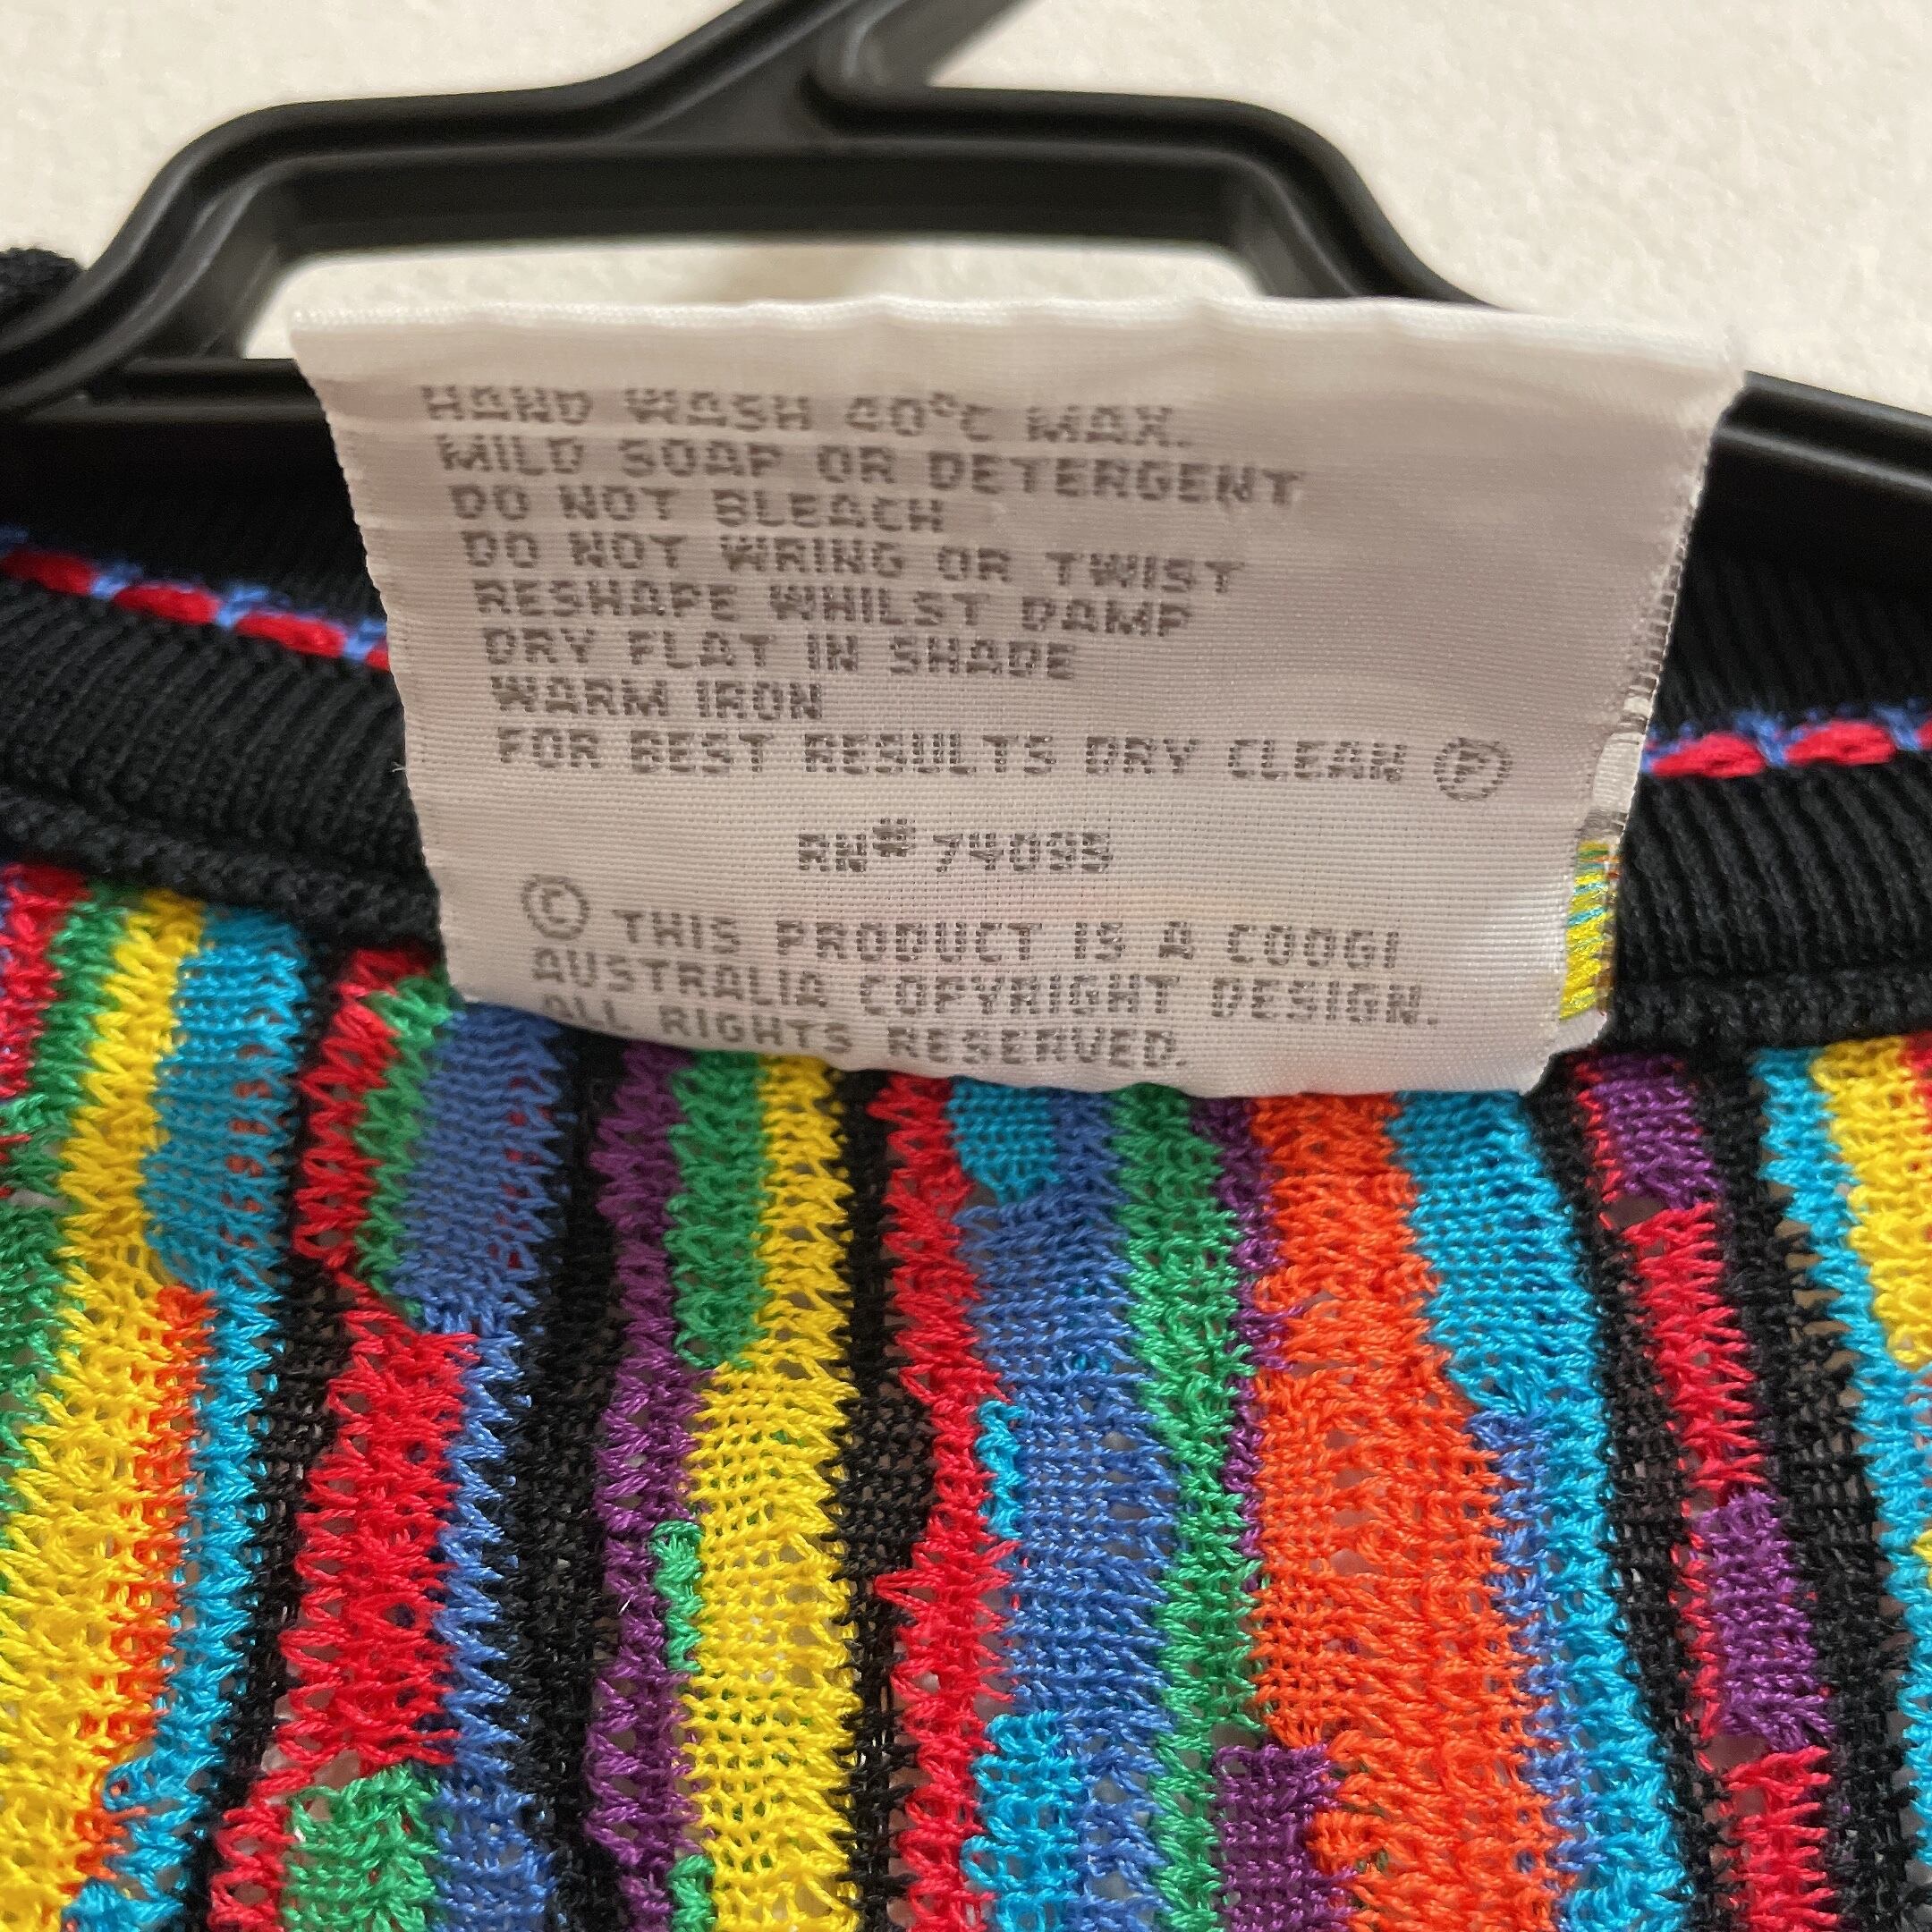 HAND WASH 40°C MAX.
MILD SOAP OR DETERGENT
DO NOT BLEACH
DO NOT WRING OR TWIST
RESHAPE WHILST DAMP
DRY FLAT IN SHADE
WARM IRON
FOR BEST RESULTS DRY CLEAN
RN#
© THIS PRODUCT IS A COOGI
AUSTRALIA COPYRIGHT DESIGN.
ALL RIGHTS RESERVED.